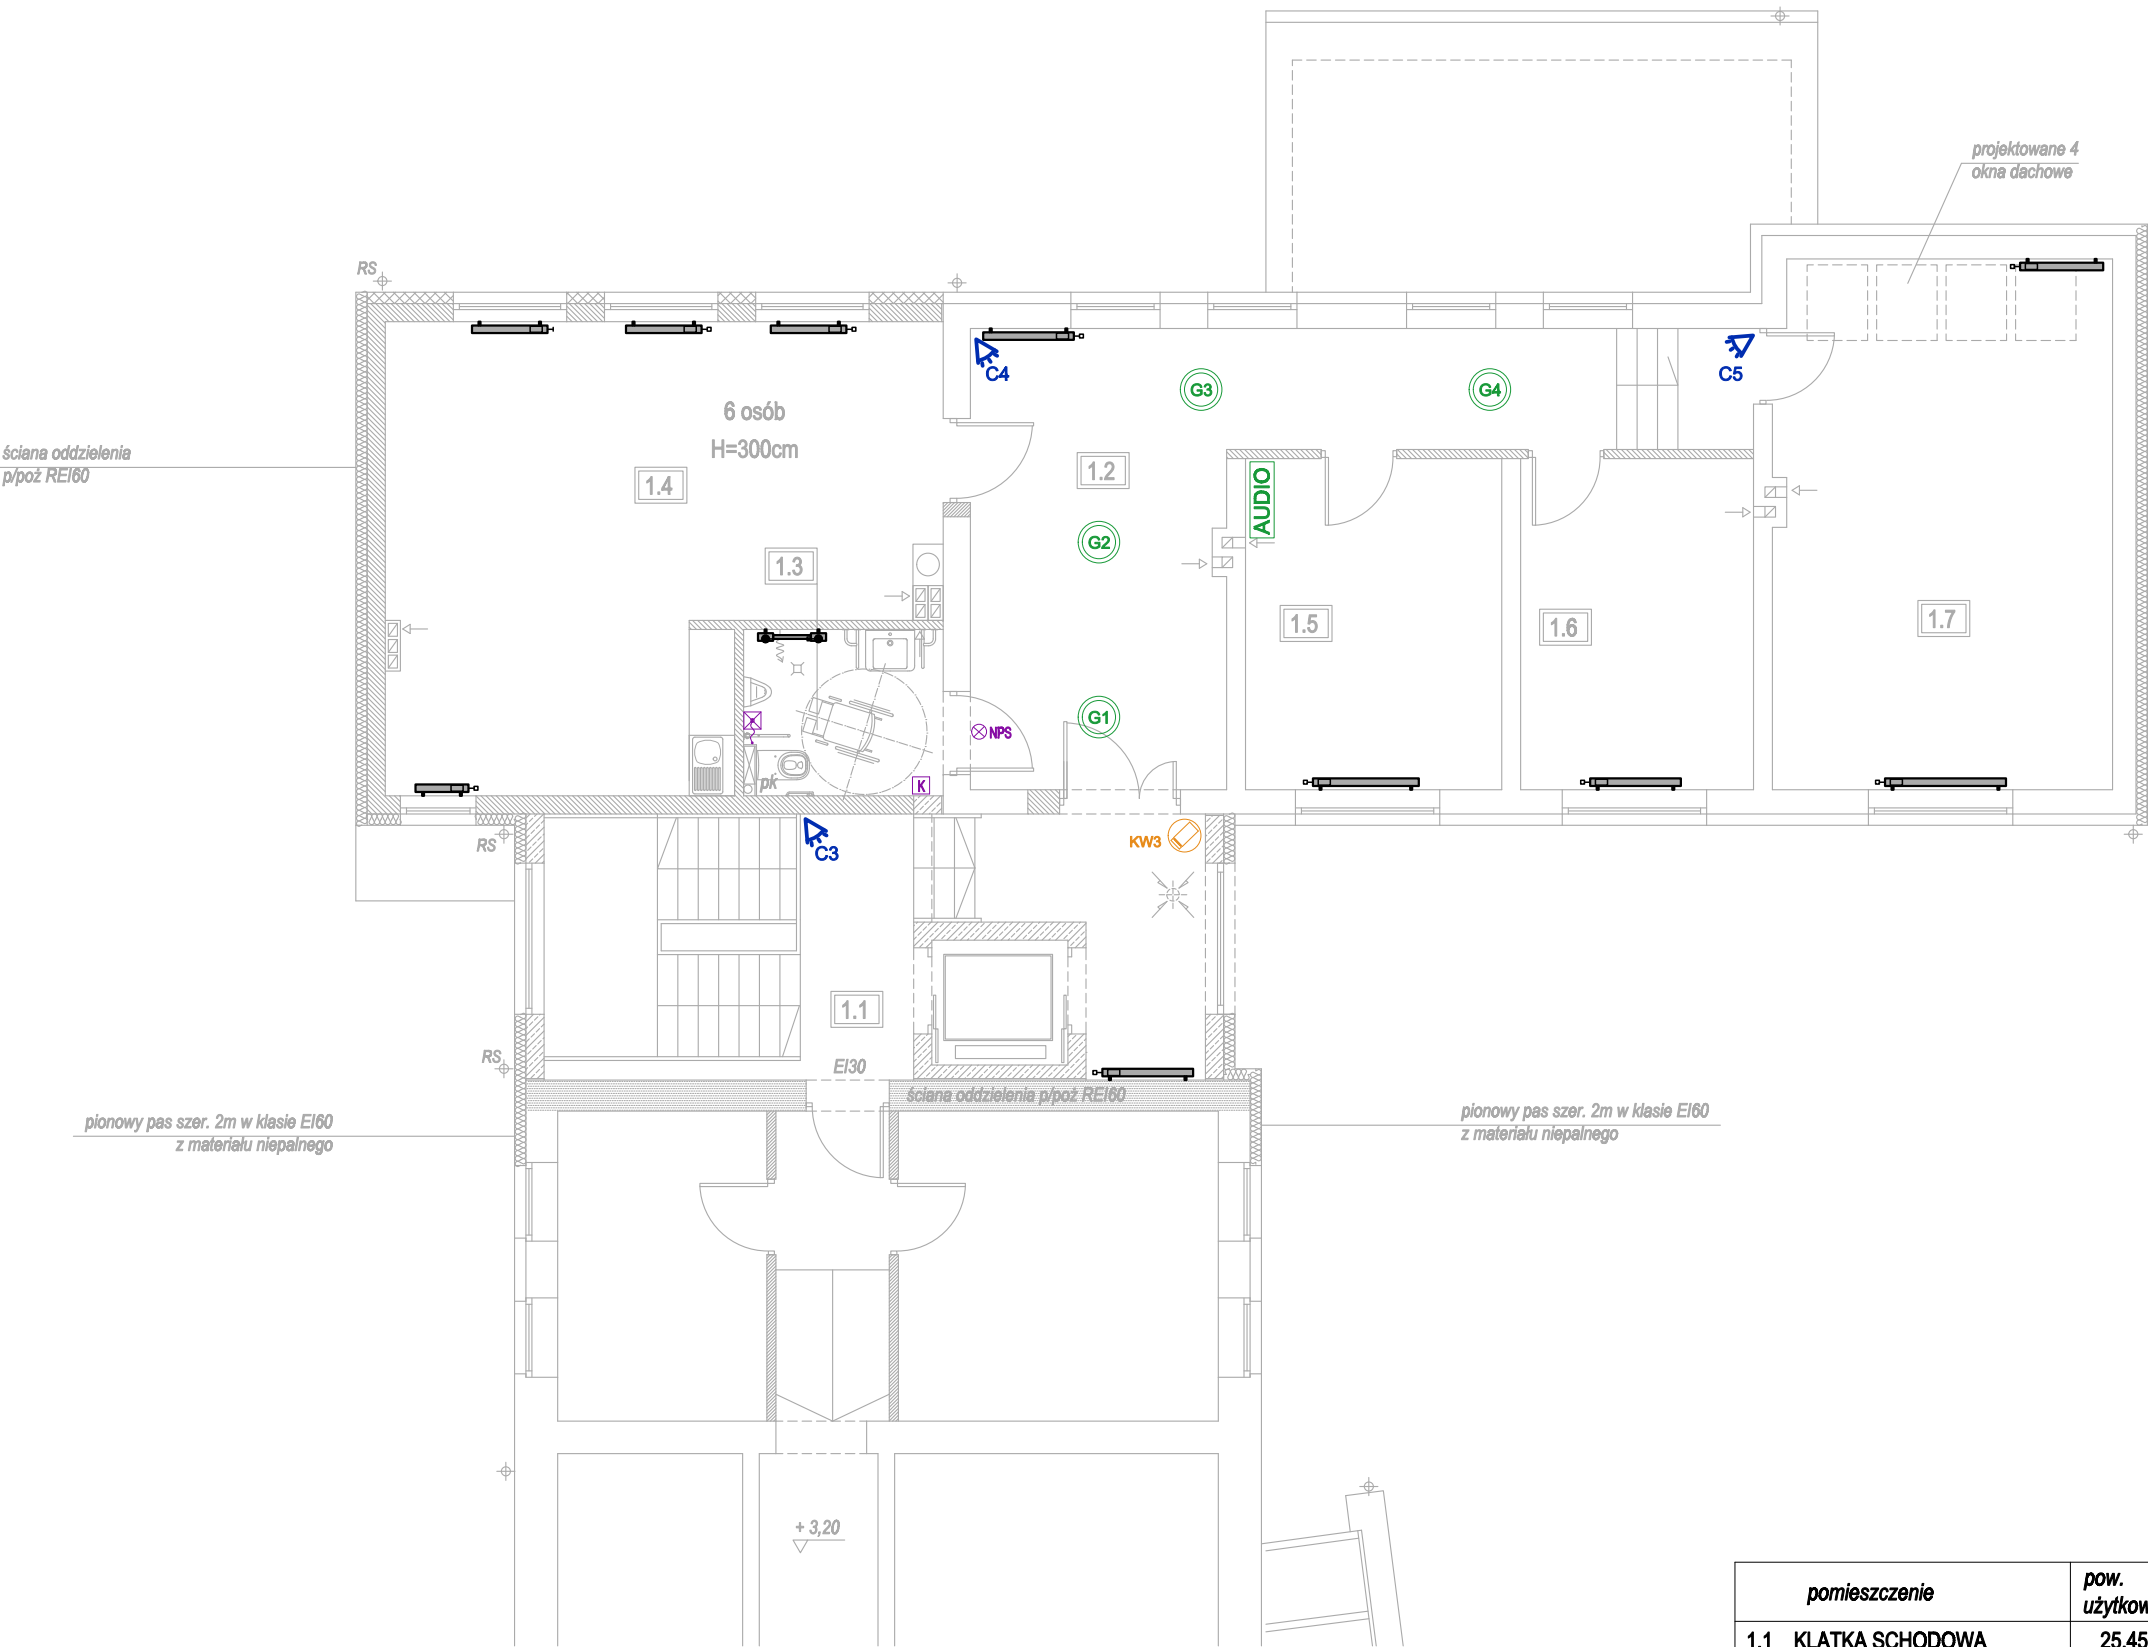 projektowane 4
okna dachowe
RS
C4
C5
G3
G4
6 osób
H=300cm
ściana oddzielenia
p/poż REI60
1.4
1.2
AUDIO
G2
1.3
1.5
1.6
1.7
G1
NPS
pk
K
RS
C3
KW3
1.1
RS
EI30
ściana oddzielenia p/poż REI60
pionowy pas szer. 2m w klasie EI60
z materiału niepalnego
pionowy pas szer. 2m w klasie EI60
z materiału niepalnego
+ 3,20
pomieszczenie
pow.
użytkow
1.1 KLATKA SCHODOWA 25.45